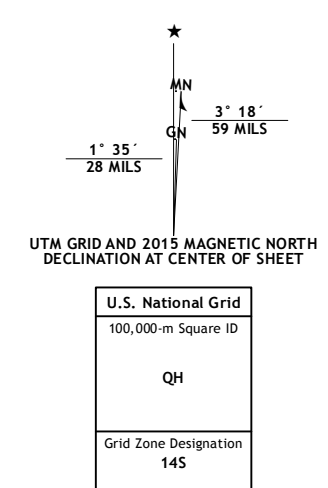 ★
MN
GN
3° 18´
59 MILS
1° 35´
28 MILS
UTM GRID AND 2015 MAGNETIC NORTH
DECLINATION AT CENTER OF SHEET
U.S. National Grid
100,000-m Square ID
QH
Grid Zone Designation
14S